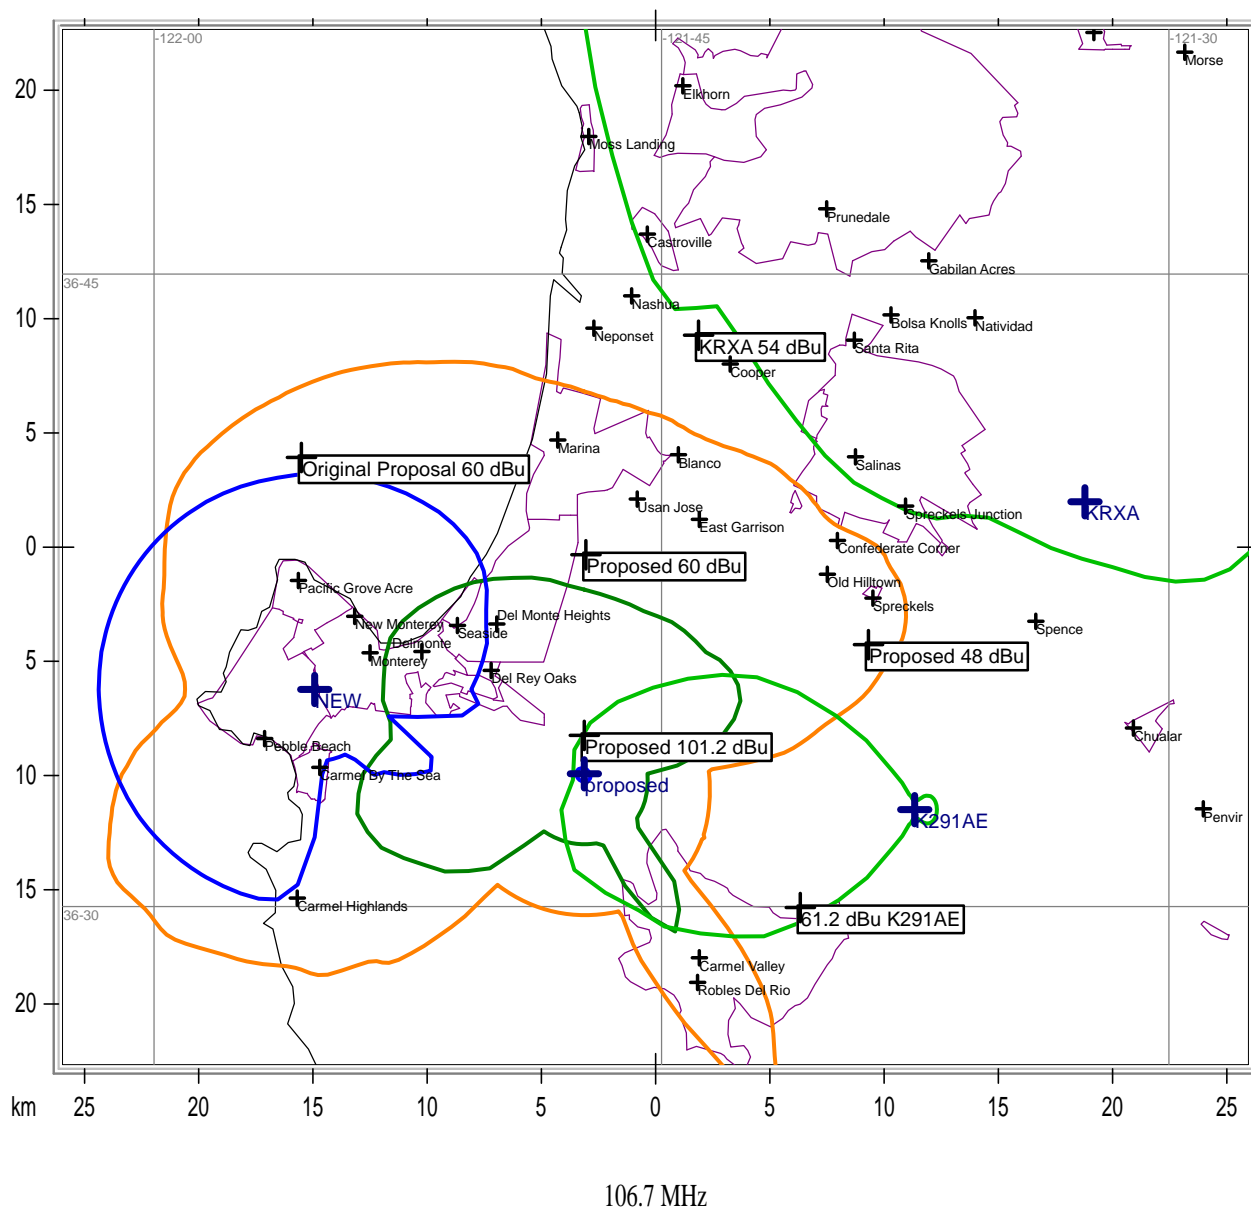 -122-00
-121-45
-121-30
Morse
20
Elkhorn
Moss Landing
15
Prunedale
Castroville
Gabilan Acres
36-45
Nashua
10
Bolsa Knolls
Natividad
Neponset
KRXA 54 dBu
Santa Rita
Cooper
5
Marina
Blanco
Salinas
Original Proposal 60 dBu
Usan Jose
Spreckels Junction
KRXA
East Garrison
0
Confederate Corner
Proposed 60 dBu
Old Hilltown
Pacific Grove Acre
Spreckels
Del Monte Heights
New Monterey
Seaside
Spence
Delmonte
Monterey
5
Proposed 48 dBu
Del Rey Oaks
NEW
Pebble Beach
Chualar
Proposed 101.2 dBu
Carmel By The Sea
10
proposed
K291AE
Penvir
15
Carmel Highlands
36-30
61.2 dBu K291AE
Carmel Valley
Robles Del Rio
20
km
25
20
15
10
5
0
5
10
15
20
25
106.7 MHz